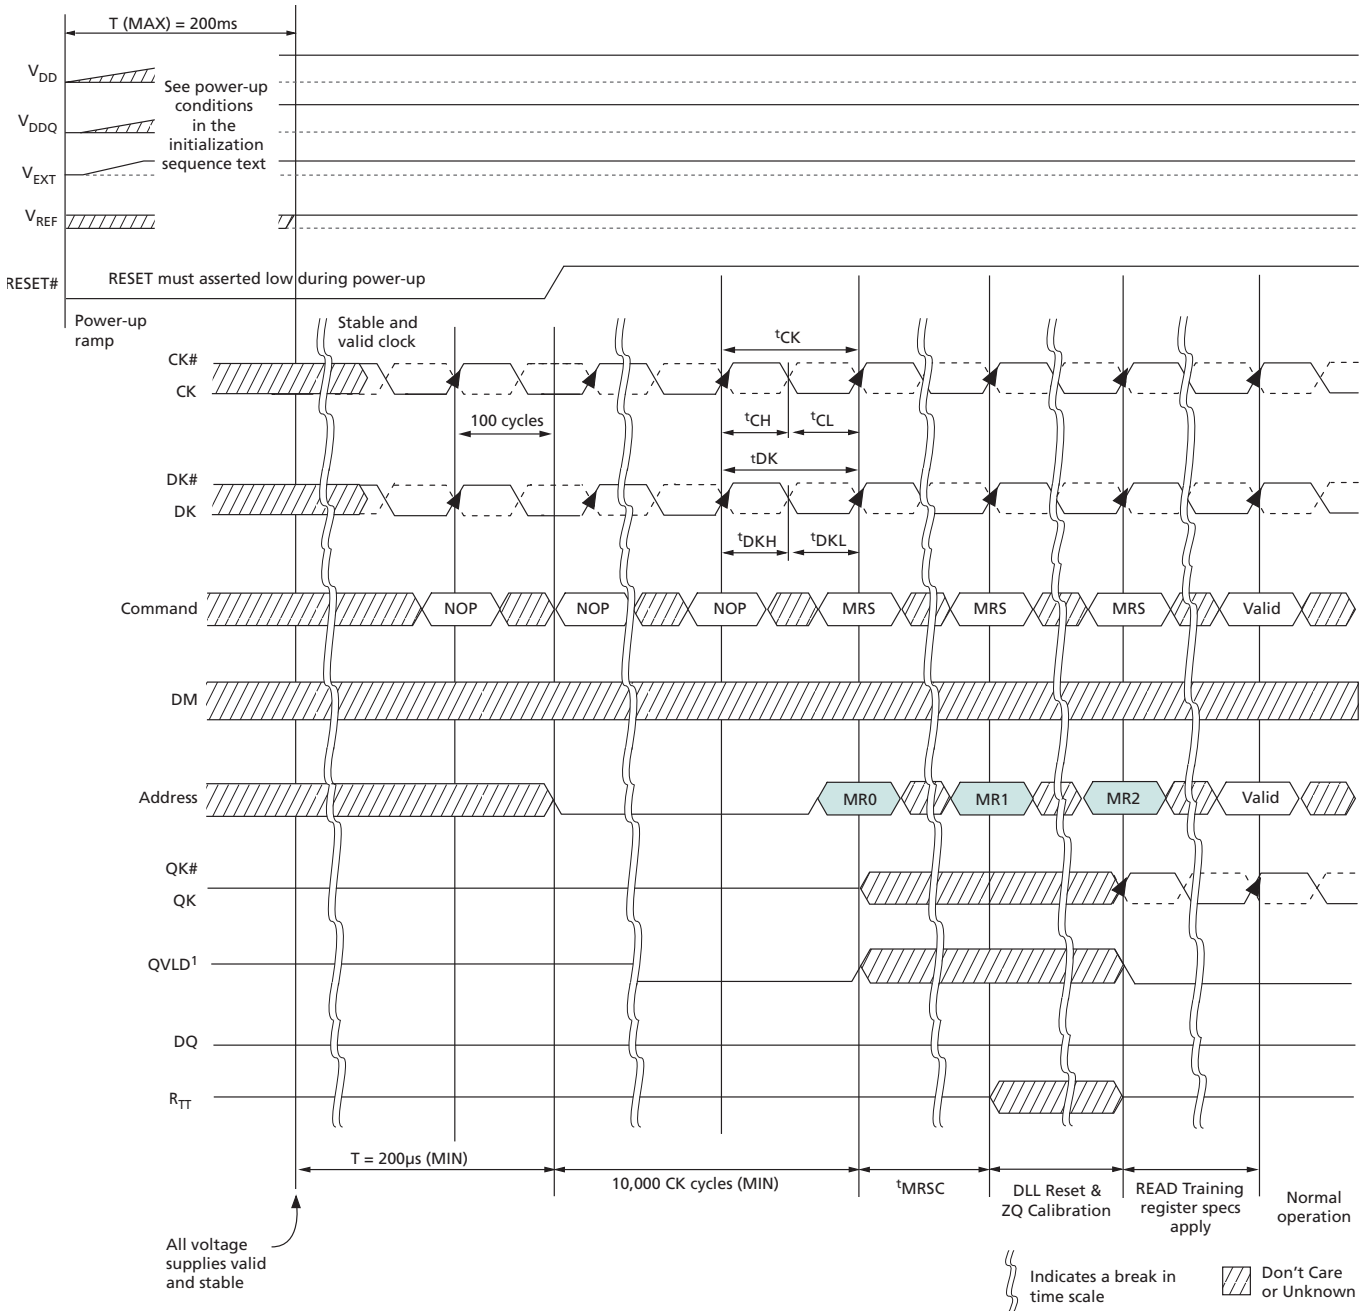 T (MAX) = 200ms
VDD
See power-up
conditions
in the
initialization
sequence text
VDDQ
VEXT
VREF
RESET#
RESET must asserted low during power-up
Power-up
ramp
Stable and
valid clock
CK#
CK
tCK
100 cycles
tCH
tCL
DK#
DK
tDK
tDKH
tDKL
Command
NOP
NOP
NOP
MRS
MRS
MRS
Valid
DM
Address
MR0
MR1
MR2
Valid
QK#
QK
QVLD1
DQ
RTT
T = 200µs (MIN)
10,000 CK cycles (MIN)
tMRSC
DLL Reset &
ZQ Calibration
READ Training
register specs
apply
Normal
operation
All voltage
supplies valid
and stable
Indicates a break in
time scale
Don't Care
or Unknown